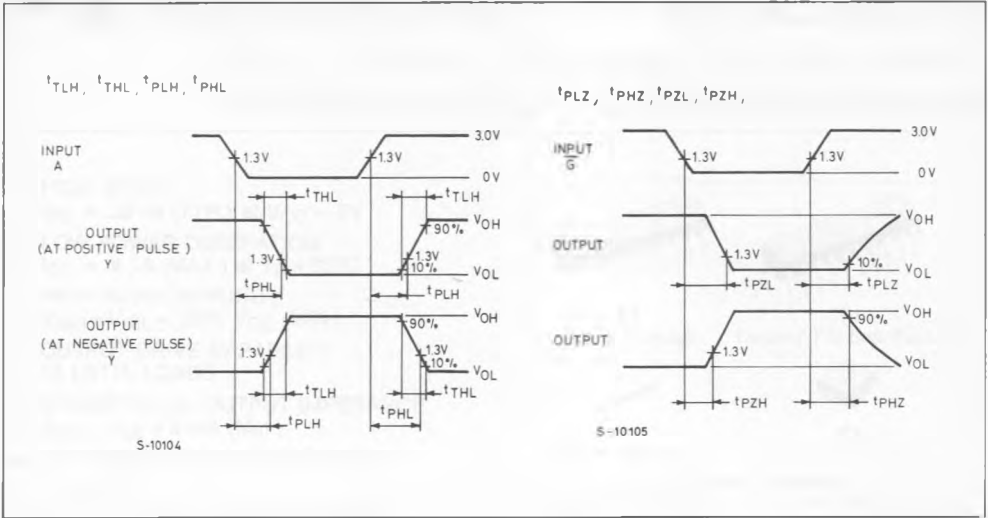 tTLH, tTHL, tPLH, tPHL
INPUT
A
3.0V
1.3V
1.3V
0V
tTHL
tTLH
OUTPUT
(AT POSITIVE PULSE)
Y
VOH
90%
1.3V
1.3V
10%
VOL
tPHL
tPLH
OUTPUT
(AT NEGATIVE PULSE)
Y
VOH
90%
1.3V
1.3V
10%
VOL
tTLH
tTHL
tPLH
tPHL
S-10104
tPLZ, tPHZ, tPZL, tPZH,
INPUT
G
3.0V
1.3V
1.3V
0V
OUTPUT
VOH
1.3V
10%
VOL
tPZL
tPLZ
OUTPUT
VOH
90%
1.3V
VOL
tPZH
tPHZ
S-10105